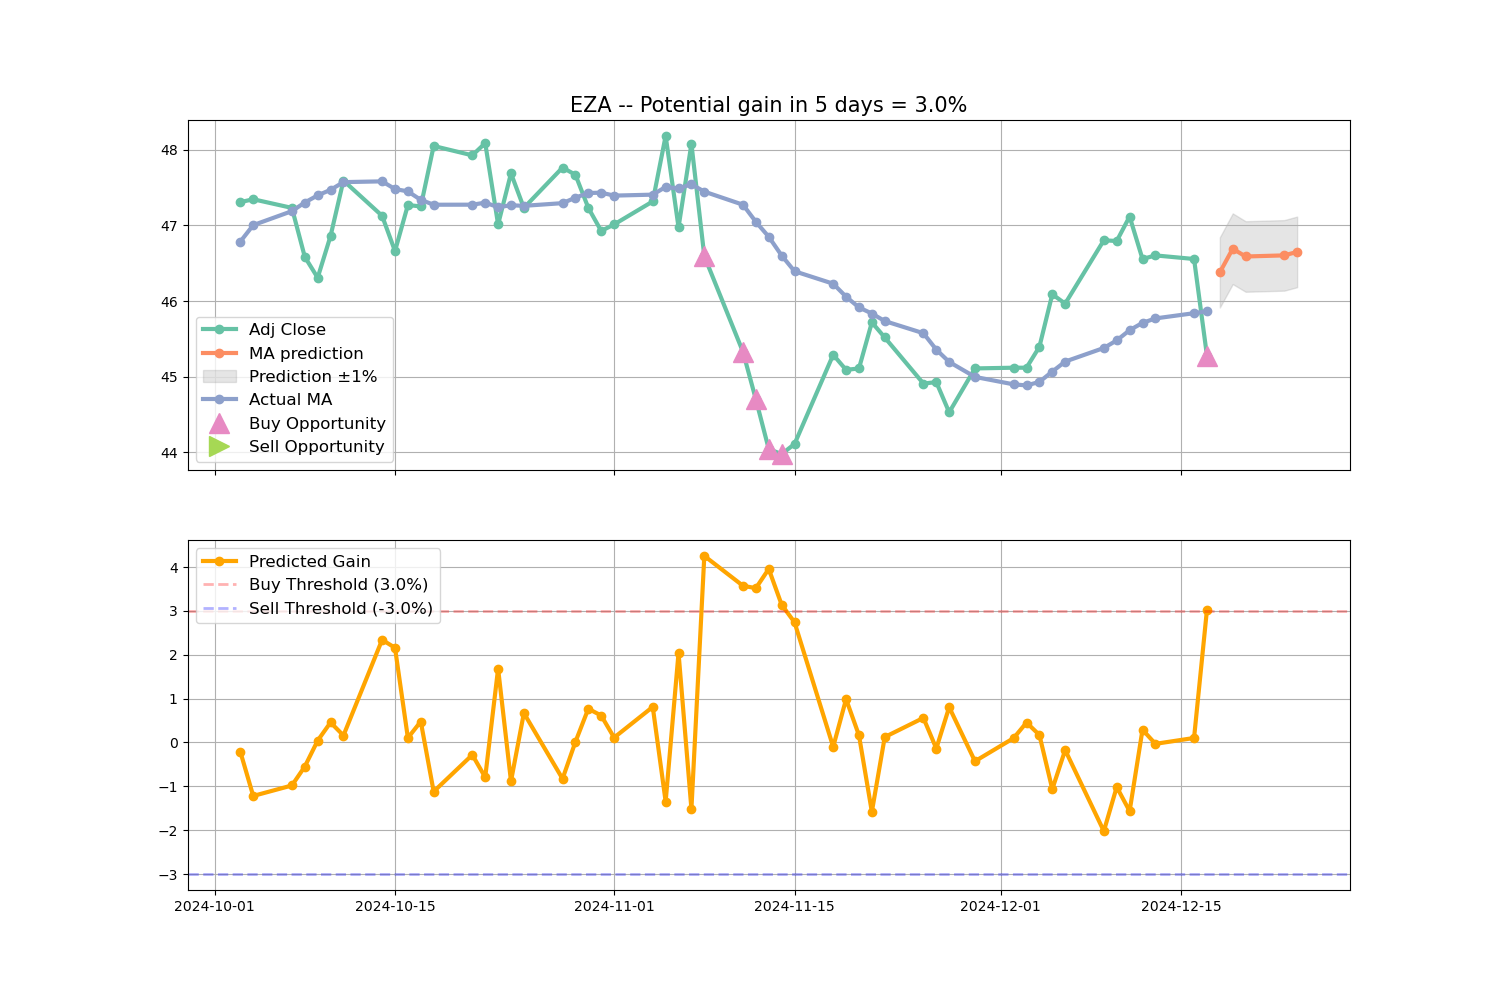 EZA -- Potential gain in 5 days = 3.0%
48
47
46
45
44
Adj Close
MA prediction
Prediction ±1%
Actual MA
Buy Opportunity
Sell Opportunity
4
3
2
1
0
−1
−2
−3
Predicted Gain
Buy Threshold (3.0%)
Sell Threshold (-3.0%)
2024-10-01 2024-10-15 2024-11-01 2024-11-15 2024-12-01 2024-12-15